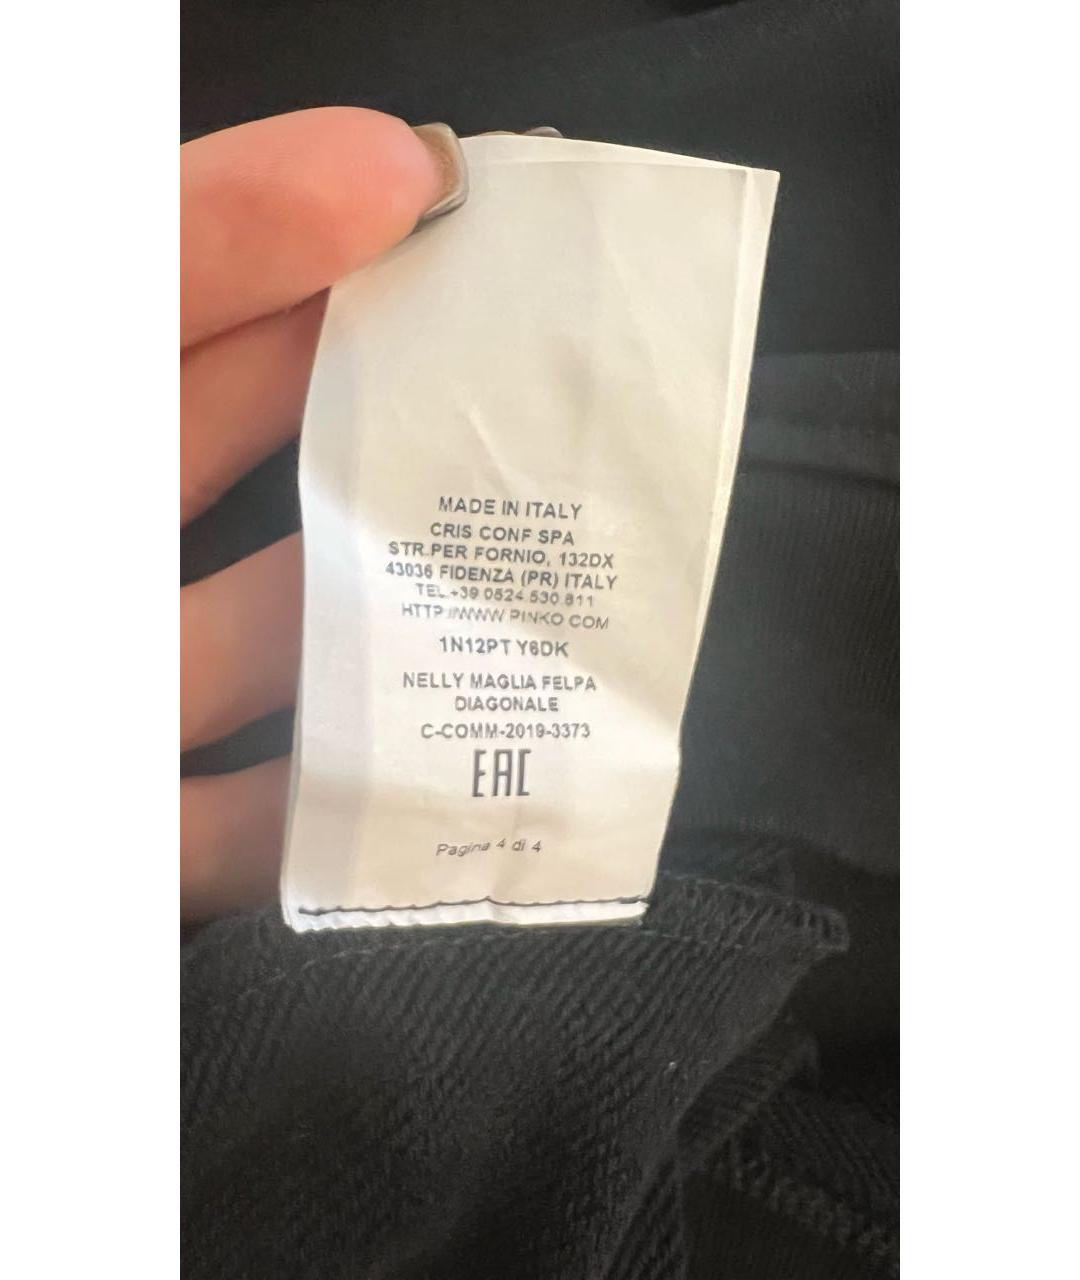 MADE IN ITALY
CRIS CONF SPA
STR.PER FORNIO, 132DX
43036 FIDENZA (PR) ITALY
TEL.+39 0524 530 811
HTTP://WWW PINKO COM
1N12PT Y6DK
NELLY MAGLIA FELPA
DIAGONALE
C-COMM-2019-3373
EAC
Pagina 4 di 4